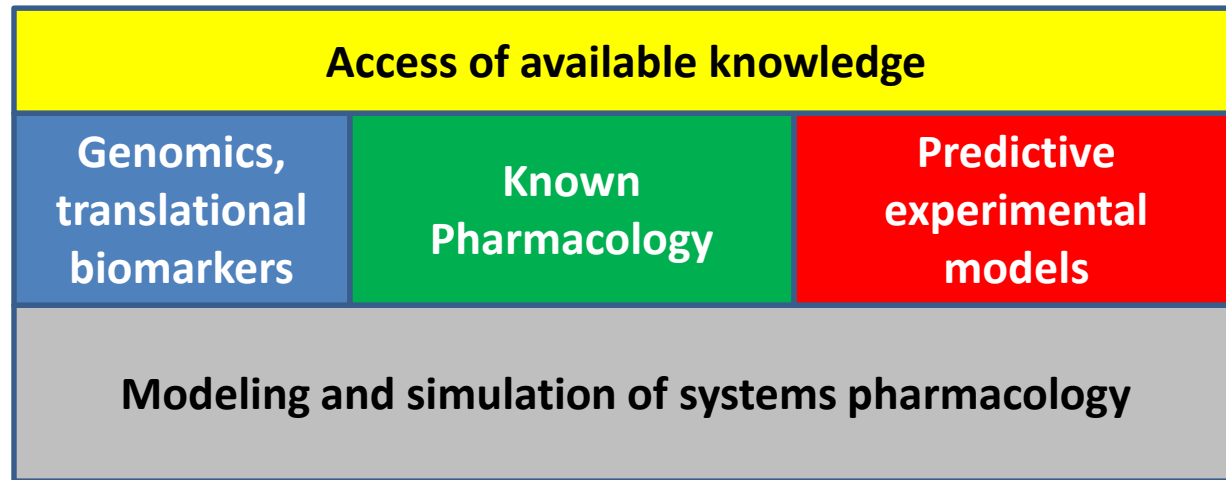 Access of available knowledge
Genomics,
translational
biomarkers
Known
Pharmacology
Predictive
experimental
models
Modeling and simulation of systems pharmacology